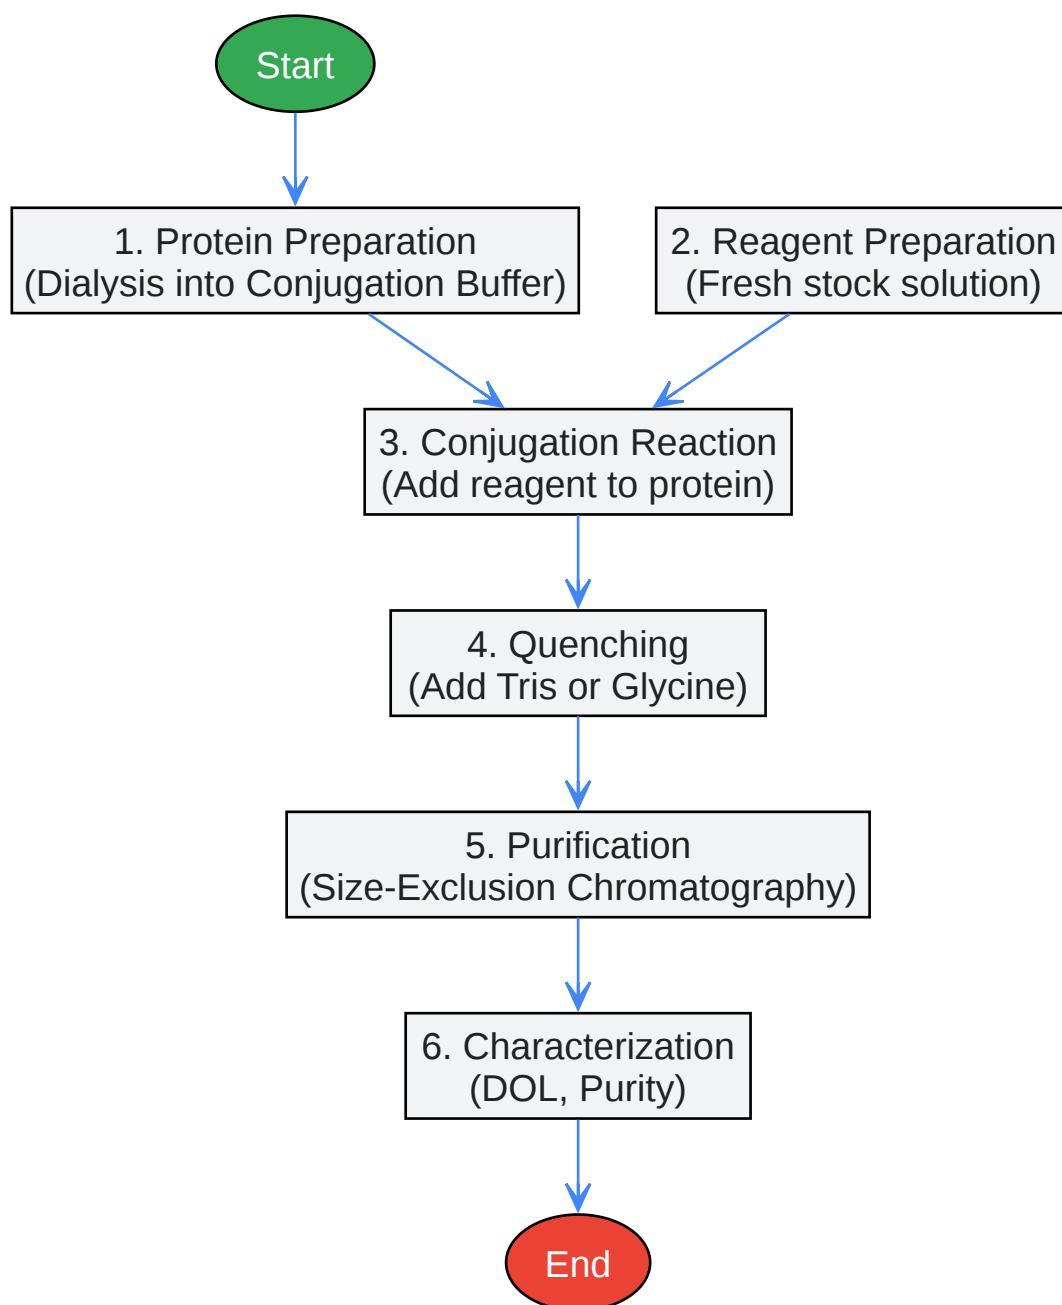 Start
1. Protein Preparation
(Dialysis into Conjugation Buffer)
2. Reagent Preparation
(Fresh stock solution)
3. Conjugation Reaction
(Add reagent to protein)
4. Quenching
(Add Tris or Glycine)
5. Purification
(Size-Exclusion Chromatography)
6. Characterization
(DOL, Purity)
End